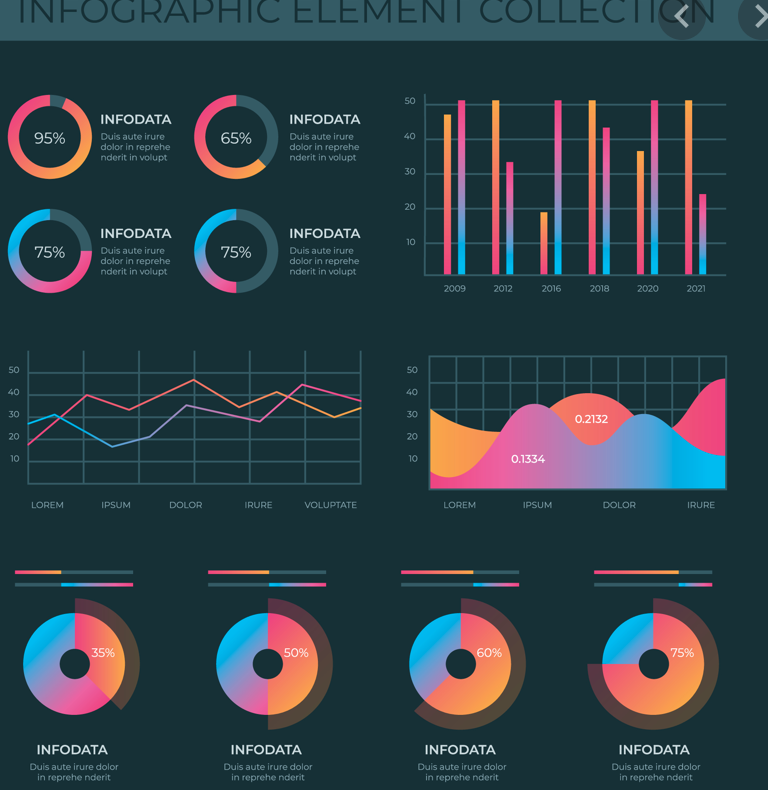 INFOGRAPHIC ELEMENT COLLECTION
95%
INFODATA
Duis aute irure
dolor in reprehe
nderit in volupt
65%
INFODATA
Duis aute irure
dolor in reprehe
nderit in volupt
75%
INFODATA
Duis aute irure
dolor in reprehe
nderit in volupt
75%
INFODATA
Duis aute irure
dolor in reprehe
nderit in volupt
50
40
30
20
10
2009 2012 2016 2018 2020 2021
50
40
30
20
10
LOREM IPSUM DOLOR IRURE VOLUPTATE
50
40
30
20
10
0.2132
0.1334
LOREM IPSUM DOLOR IRURE
35%
INFODATA
Duis aute irure dolor
in reprehe nderit
50%
INFODATA
Duis aute irure dolor
in reprehe nderit
60%
INFODATA
Duis aute irure dolor
in reprehe nderit
75%
INFODATA
Duis aute irure dolor
in reprehe nderit